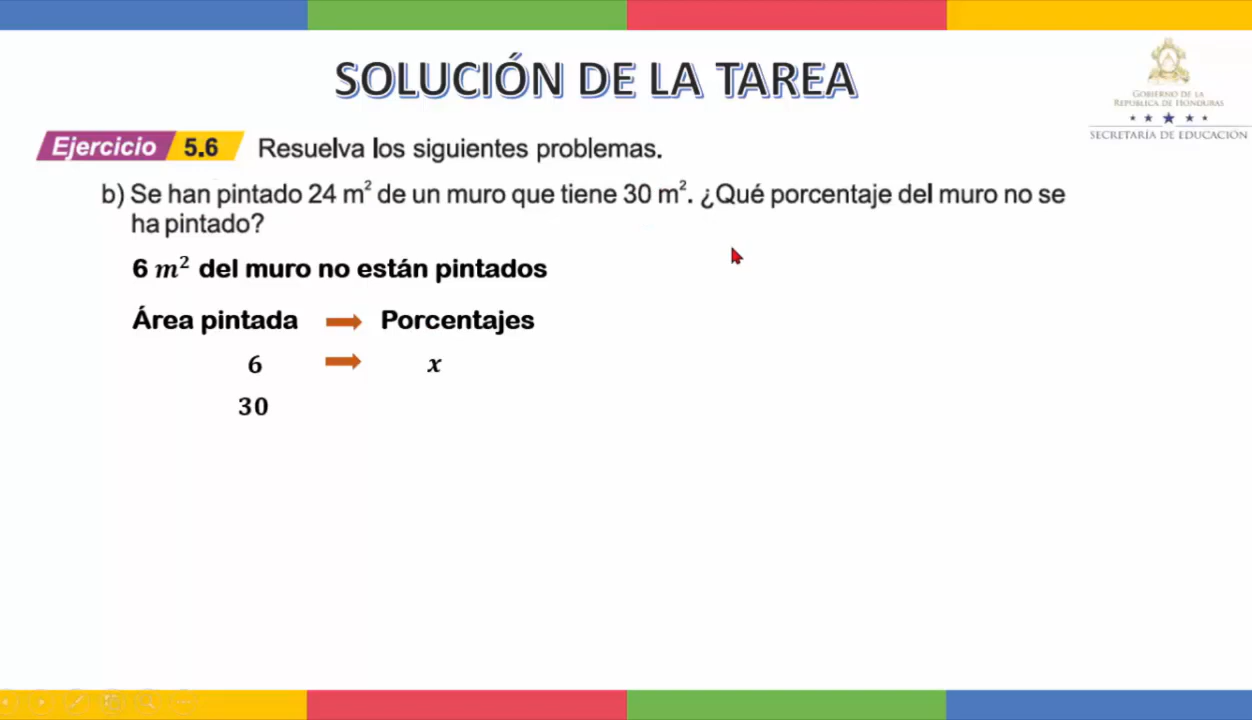 SOLUCIÓN DE LA TAREA
GOBIERNO DE LA
REPÚBLICA DE HONDURAS
SECRETARÍA DE EDUCACIÓN
Ejercicio 5.6 Resuelva los siguientes problemas.
b) Se han pintado 24 m² de un muro que tiene 30 m². ¿Qué porcentaje del muro no se
ha pintado?
6 m² del muro no están pintados
Área pintada ➡ Porcentajes
6 ➡ x
30